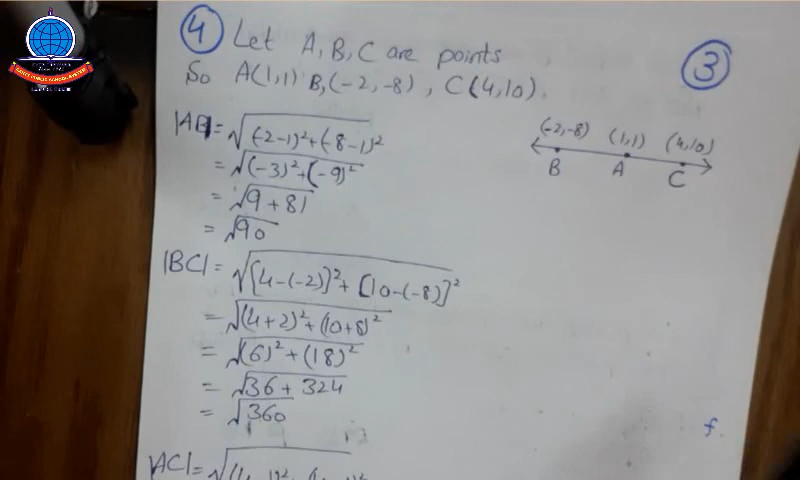 ④ Let A, B, C are points
③
So A(1,1) B,(-2,-8), C(4,10).
|AB| = √(-2-1)²+(-8-1)²
= √(-3)²+(-9)²
= √9+81
= √90
(-2,-8) (1,1) (4,10)
B A C
|BC| = √[4-(-2)]²+[10-(-8)]²
= √(4+2)²+(10+8)²
= √(6)²+(18)²
= √36+324
= √360
f.
|AC| =